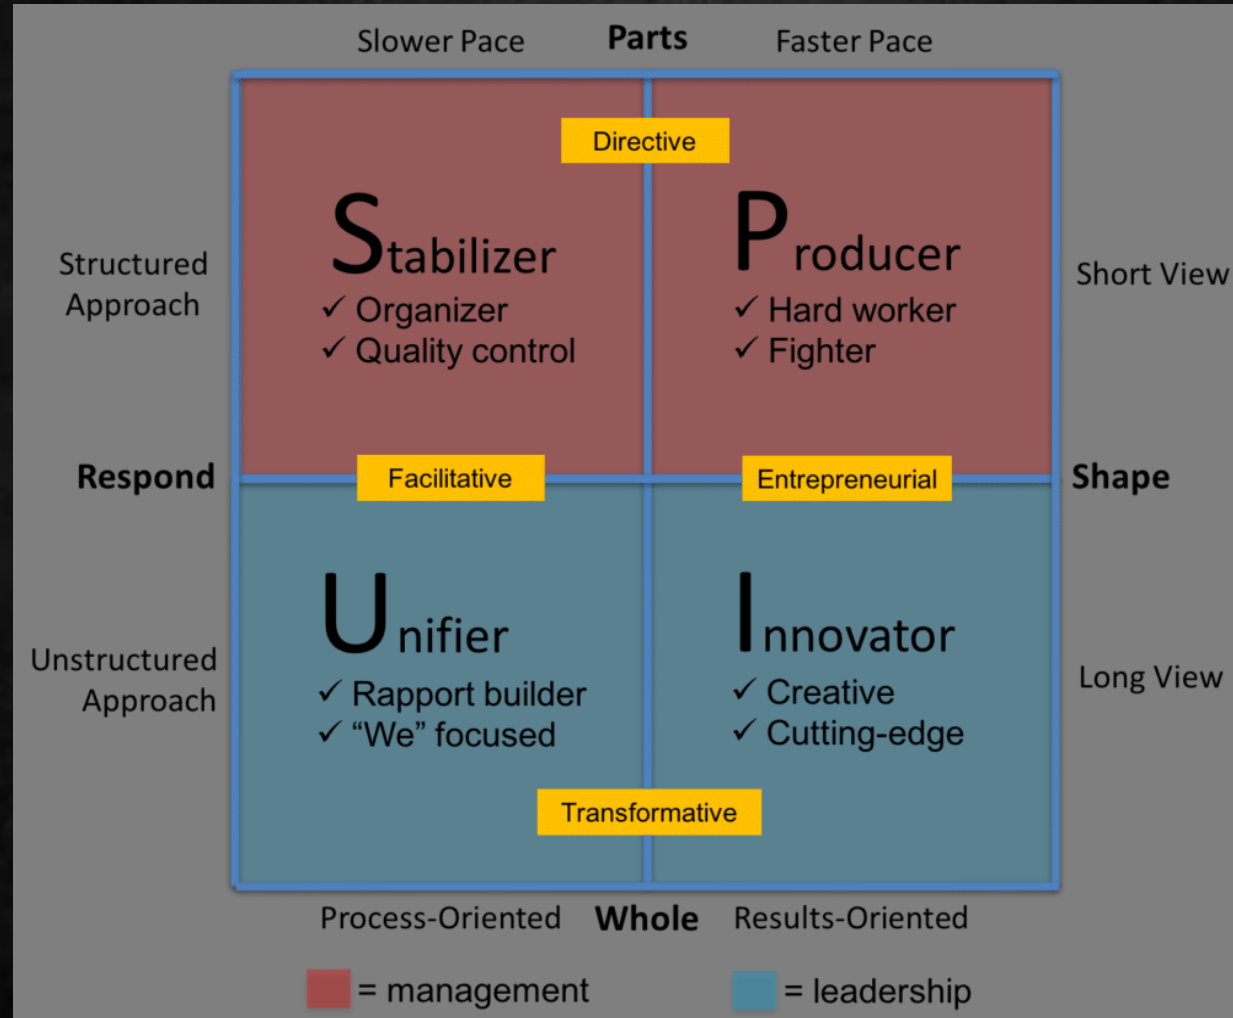 Slower Pace Parts Faster Pace
Directive
Stabilizer
✓ Organizer
✓ Quality control
Producer
✓ Hard worker
✓ Fighter
Structured
Approach
Short View
Respond
Facilitative
Entrepreneurial
Shape
Unifier
✓ Rapport builder
✓ “We” focused
Innovator
✓ Creative
✓ Cutting-edge
Unstructured
Approach
Long View
Transformative
Process-Oriented Whole Results-Oriented
= management
= leadership